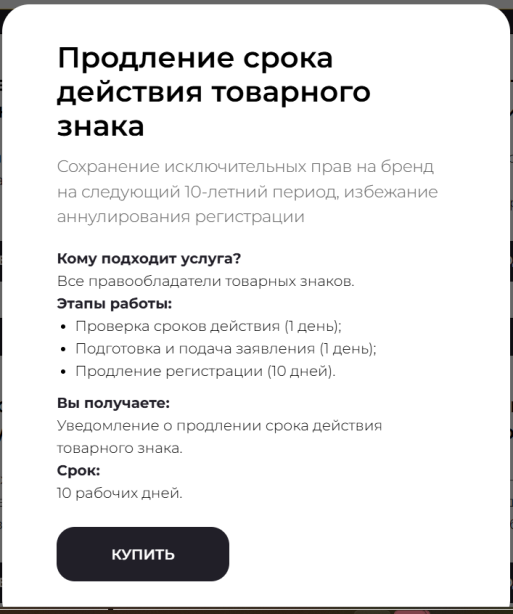 Продление срока
действия товарного
знака
Сохранение исключительных прав на бренд
на следующий 10-летний период, избежание
аннулирования регистрации
Кому подходит услуга?
Все правообладатели товарных знаков.
Этапы работы:
• Проверка сроков действия (1 день);
• Подготовка и подача заявления (1 день);
• Продление регистрации (10 дней).
Вы получаете:
Уведомление о продлении срока действия
товарного знака.
Срок:
10 рабочих дней.
КУПИТЬ